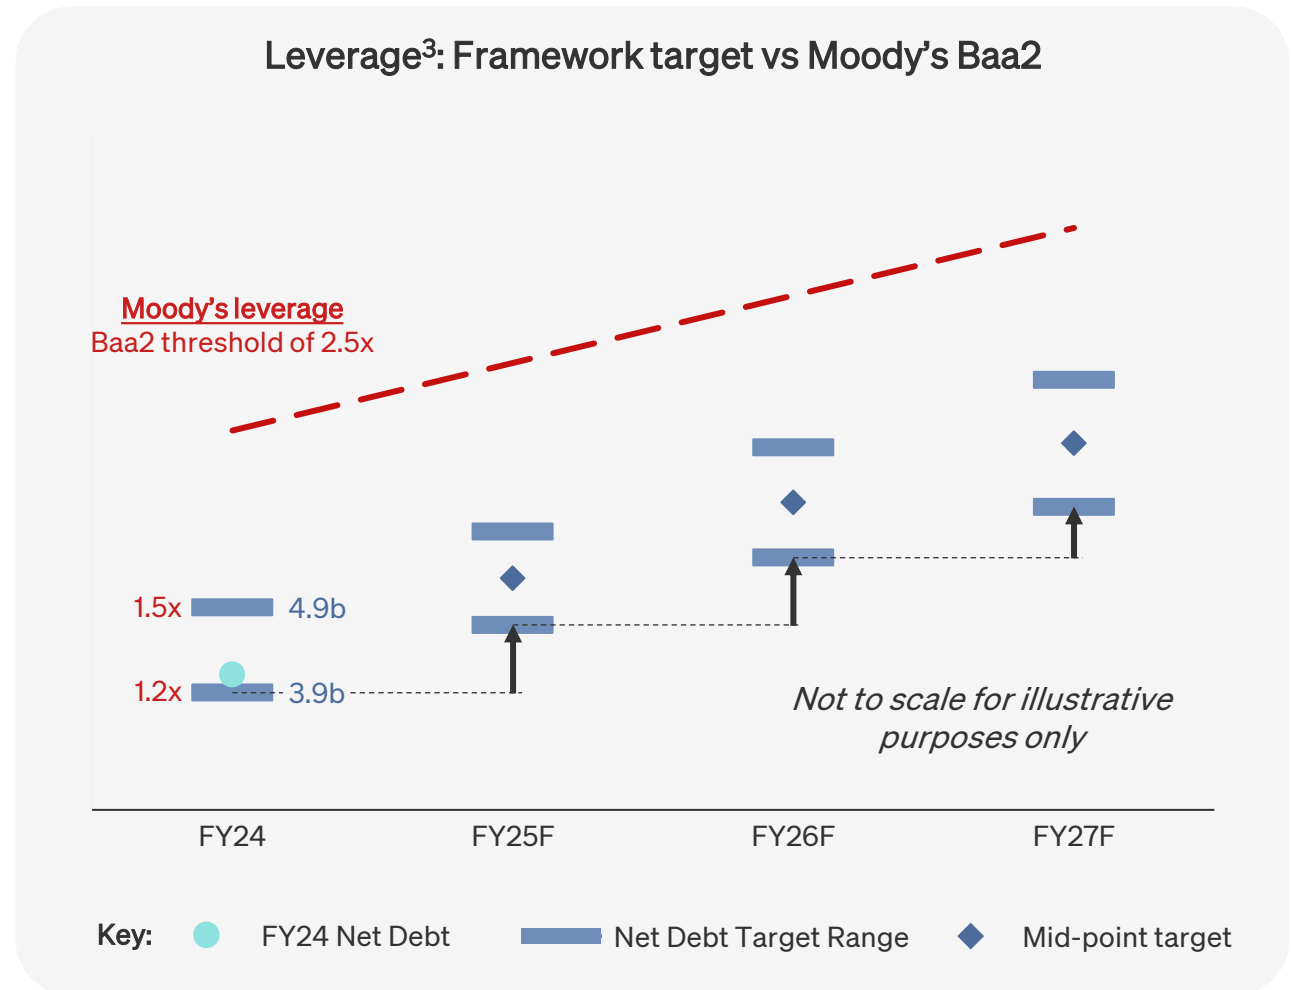 Leverage³: Framework target vs Moody's Baa2
Moody's leverage
Baa2 threshold of 2.5x
1.5x
4.9b
1.2x
3.9b
Not to scale for illustrative
purposes only
FY24
FY25F
FY26F
FY27F
Key:
FY24 Net Debt
Net Debt Target Range
Mid-point target